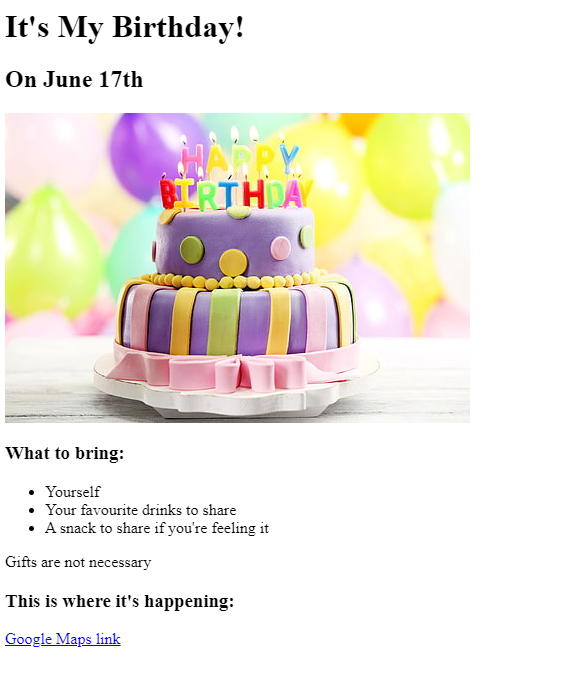 It's My Birthday!
On June 17th
HAPPY
BIRTHDAY
What to bring:
Yourself
Your favourite drinks to share
A snack to share if you're feeling it
Gifts are not necessary
This is where it's happening:
Google Maps link